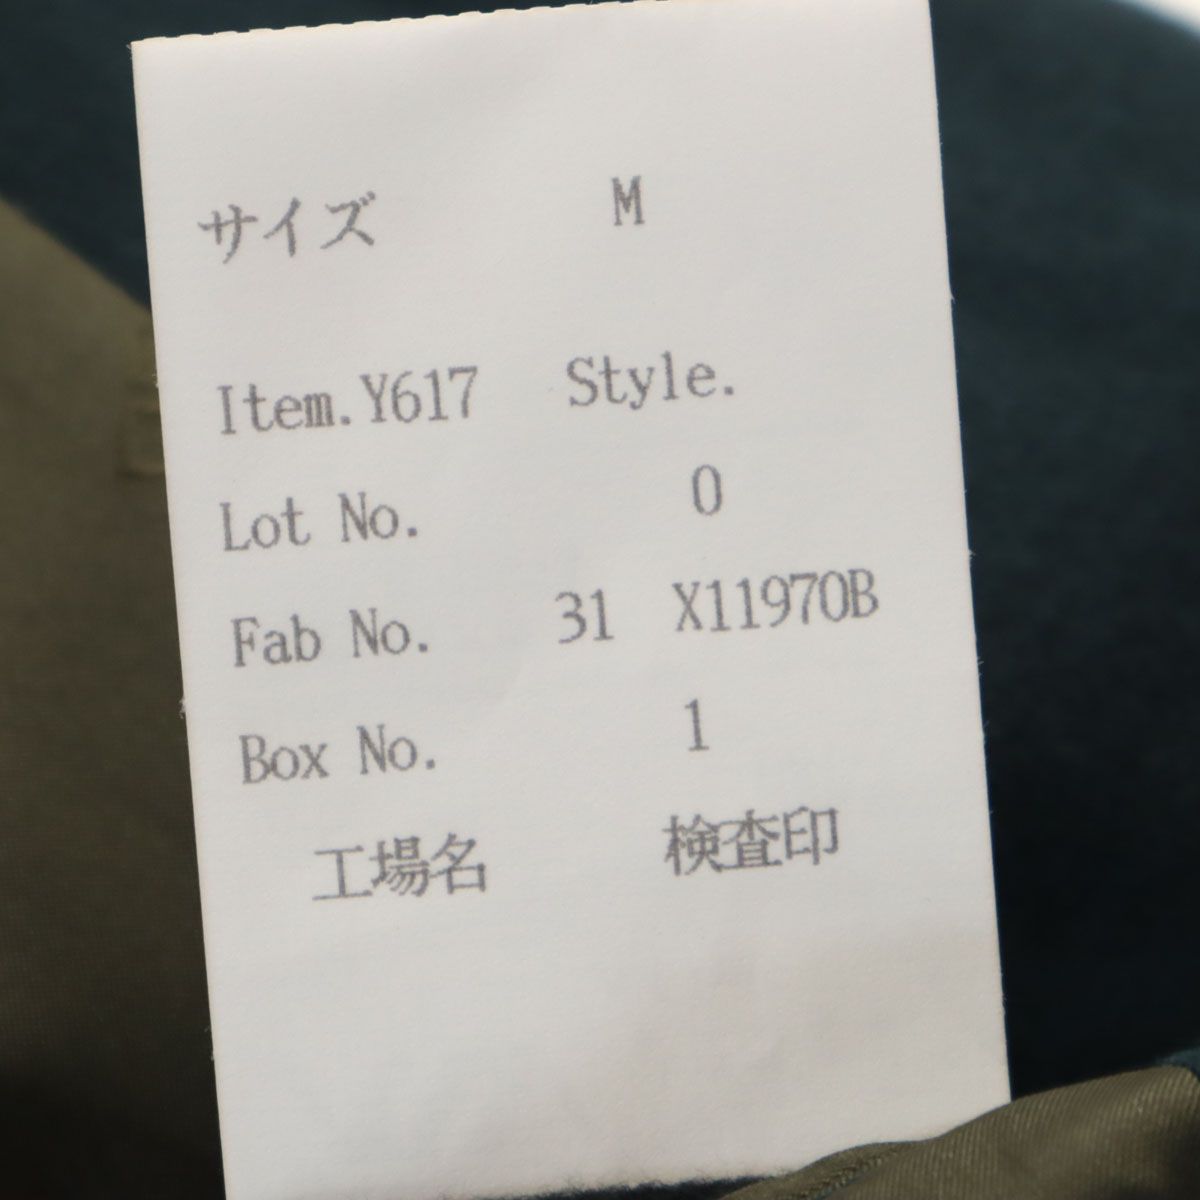 サイズ M
Item.Y617 Style.
Lot No. 0
Fab No. 31 X11970B
Box No. 1
工場名 検査印